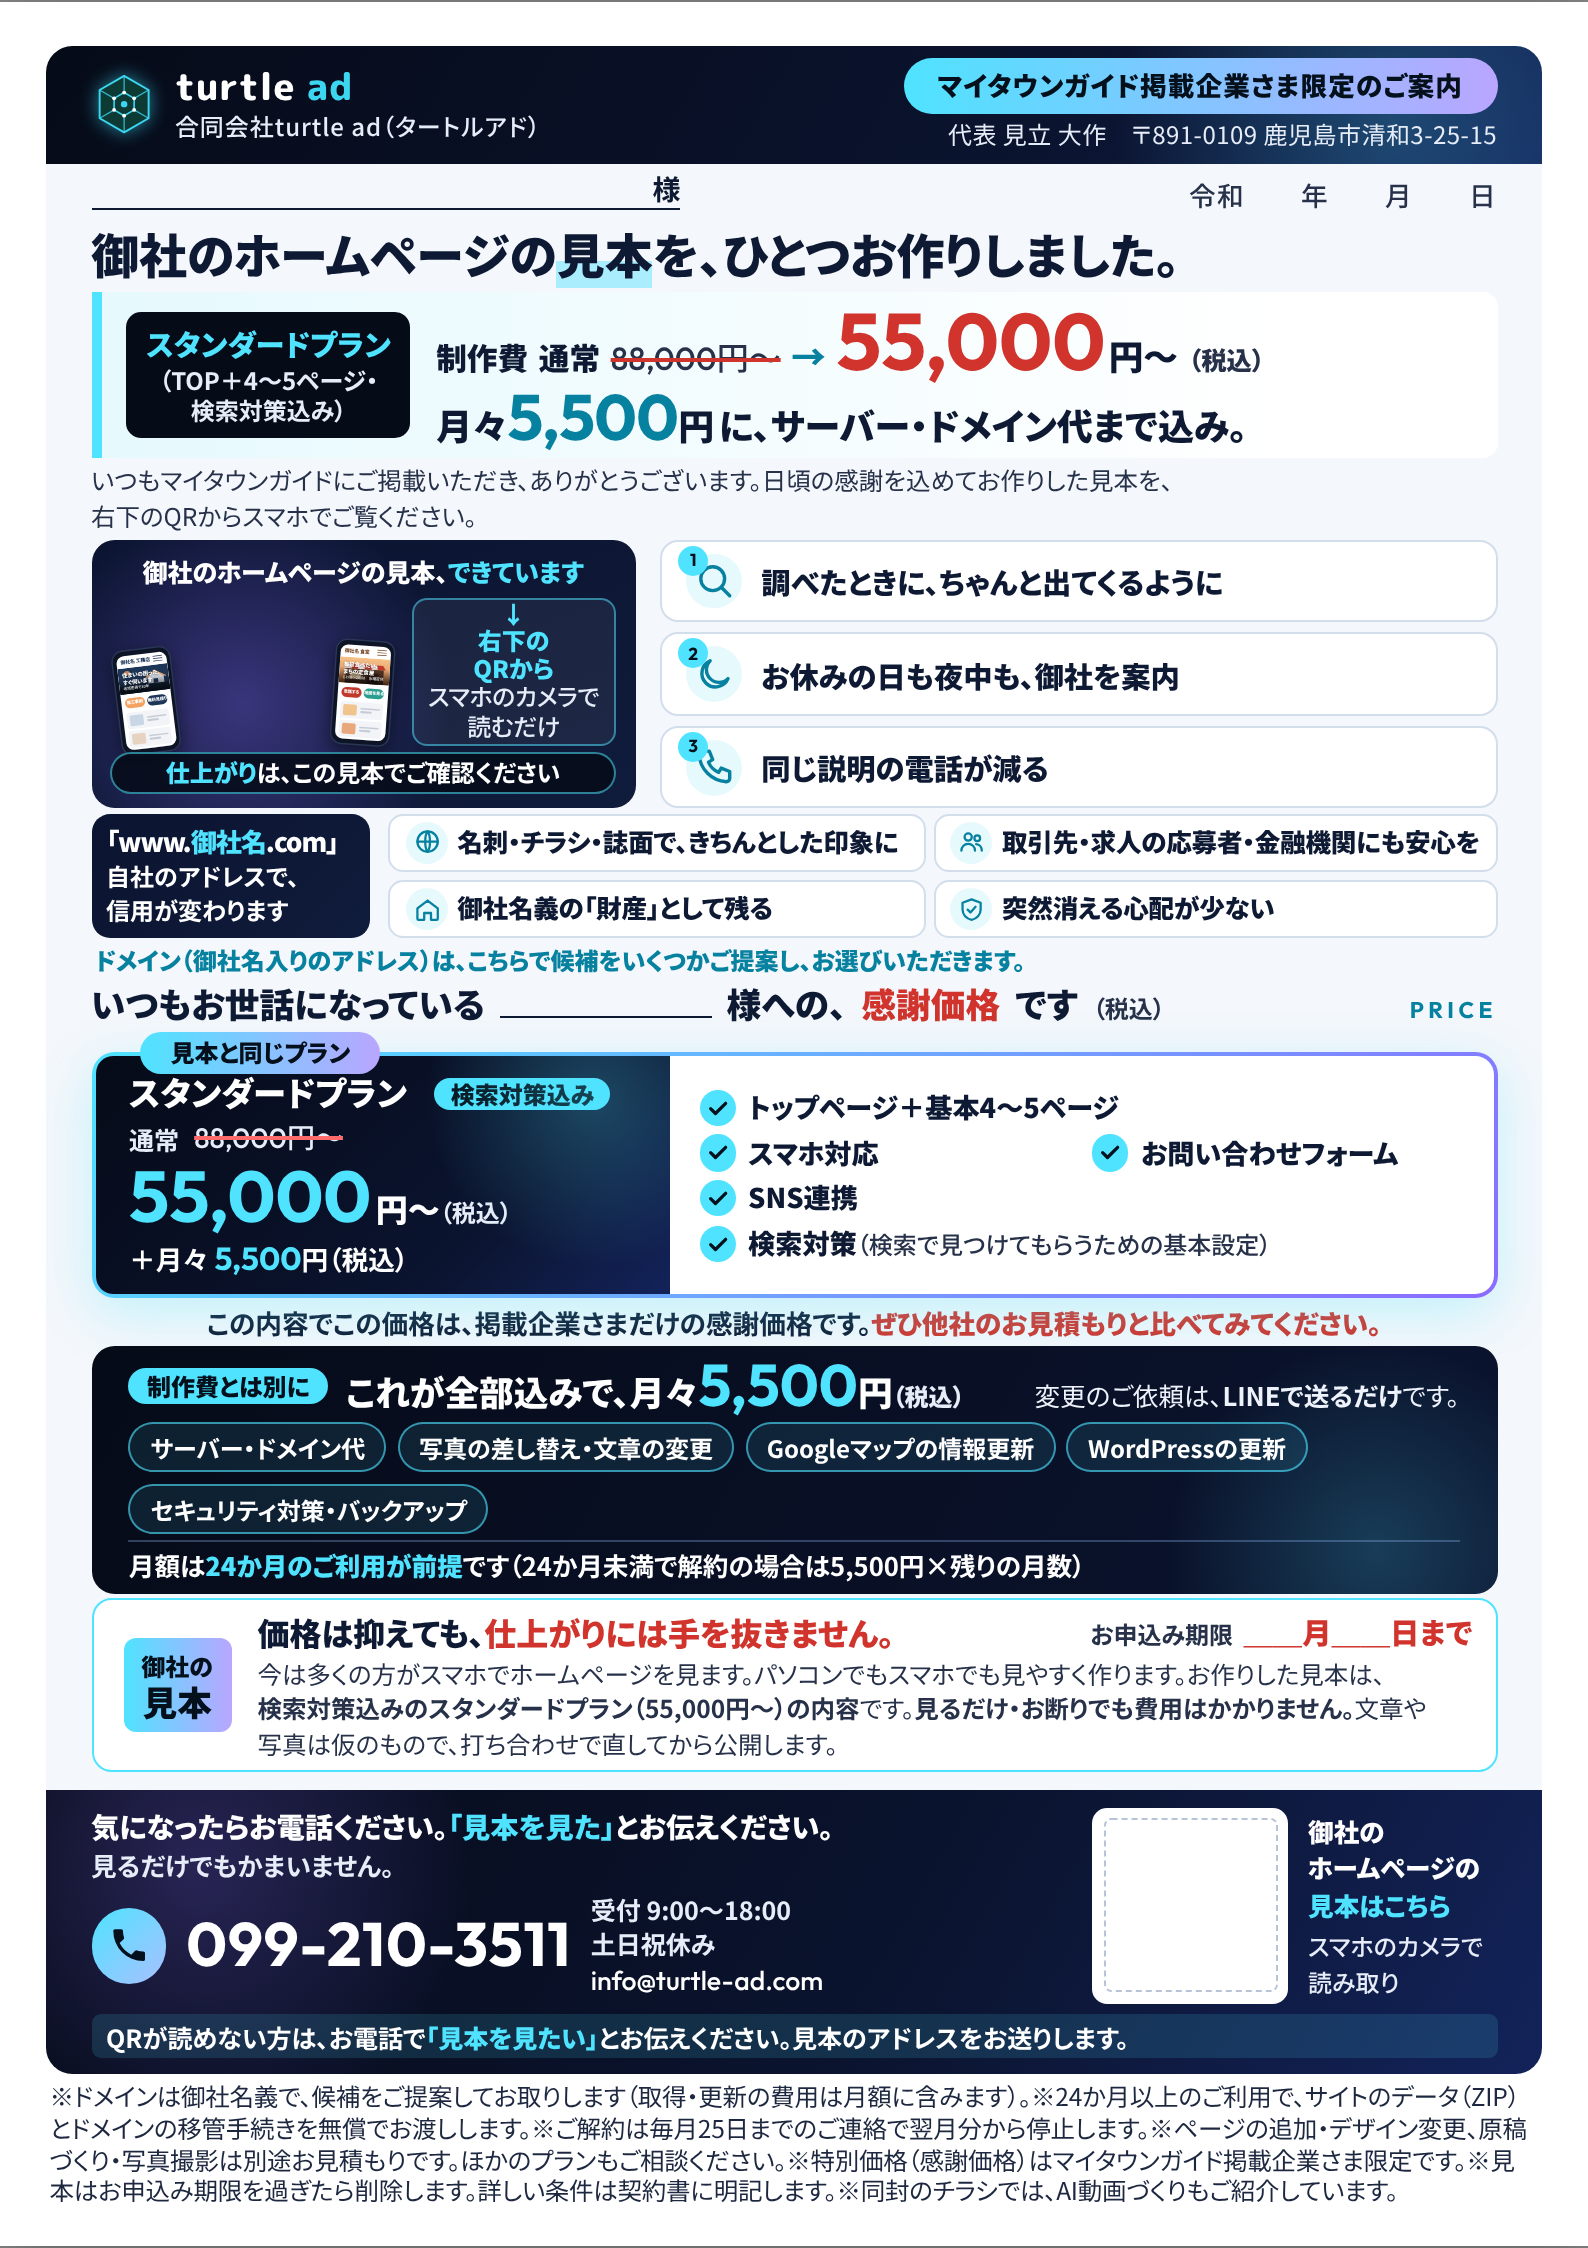 turtle ad
合同会社turtle ad（タートルアド）
マイタウンガイド掲載企業さま限定のご案内
代表 見立 大作　〒891-0109 鹿児島市清和3-25-15
様
令和　年　月　日
御社のホームページの見本を、ひとつお作りしました。
スタンダードプラン
（TOP＋4〜5ページ・
検索対策込み）
制作費 通常 88,000円〜 → 55,000円〜（税込）
月々5,500円に、サーバー・ドメイン代まで込み。
いつもマイタウンガイドにご掲載いただき、ありがとうございます。日頃の感謝を込めてお作りした見本を、
右下のQRからスマホでご覧ください。
御社のホームページの見本、できています
↓
右下の
QRから
スマホのカメラで
読むだけ
仕上がりは、この見本でご確認ください
1
調べたときに、ちゃんと出てくるように
2
お休みの日も夜中も、御社を案内
3
同じ説明の電話が減る
「www.御社名.com」
自社のアドレスで、
信用が変わります
名刺・チラシ・誌面で、きちんとした印象に
取引先・求人の応募者・金融機関にも安心を
御社名義の「財産」として残る
突然消える心配が少ない
ドメイン（御社名入りのアドレス）は、こちらで候補をいくつかご提案し、お選びいただきます。
いつもお世話になっている ＿＿＿＿ 様への、感謝価格 です（税込）
PRICE
見本と同じプラン
スタンダードプラン 検索対策込み
通常 88,000円〜
55,000円〜（税込）
＋月々 5,500円（税込）
トップページ＋基本4〜5ページ
スマホ対応
お問い合わせフォーム
SNS連携
検索対策（検索で見つけてもらうための基本設定）
この内容でこの価格は、掲載企業さまだけの感謝価格です。ぜひ他社のお見積もりと比べてみてください。
制作費とは別に これが全部込みで、月々5,500円（税込）
変更のご依頼は、LINEで送るだけです。
サーバー・ドメイン代
写真の差し替え・文章の変更
Googleマップの情報更新
WordPressの更新
セキュリティ対策・バックアップ
月額は24か月のご利用が前提です（24か月未満で解約の場合は5,500円×残りの月数）
御社の
見本
価格は抑えても、仕上がりには手を抜きません。
お申込み期限 ____月____日まで
今は多くの方がスマホでホームページを見ます。パソコンでもスマホでも見やすく作ります。お作りした見本は、
検索対策込みのスタンダードプラン（55,000円〜）の内容です。見るだけ・お断りでも費用はかかりません。文章や
写真は仮のもので、打ち合わせで直してから公開します。
気になったらお電話ください。「見本を見た」とお伝えください。
見るだけでもかまいません。
099-210-3511
受付 9:00〜18:00
土日祝休み
info@turtle-ad.com
御社の
ホームページの
見本はこちら
スマホのカメラで
読み取り
QRが読めない方は、お電話で「見本を見たい」とお伝えください。見本のアドレスをお送りします。
※ドメインは御社名義で、候補をご提案してお取りします（取得・更新の費用は月額に含みます）。※24か月以上のご利用で、サイトのデータ（ZIP）
とドメインの移管手続きを無償でお渡しします。※ご解約は毎月25日までのご連絡で翌月分から停止します。※ページの追加・デザイン変更、原稿
づくり・写真撮影は別途お見積もりです。ほかのプランもご相談ください。※特別価格（感謝価格）はマイタウンガイド掲載企業さま限定です。※見
本はお申込み期限を過ぎたら削除します。詳しい条件は契約書に明記します。※同封のチラシでは、AI動画づくりもご紹介しています。